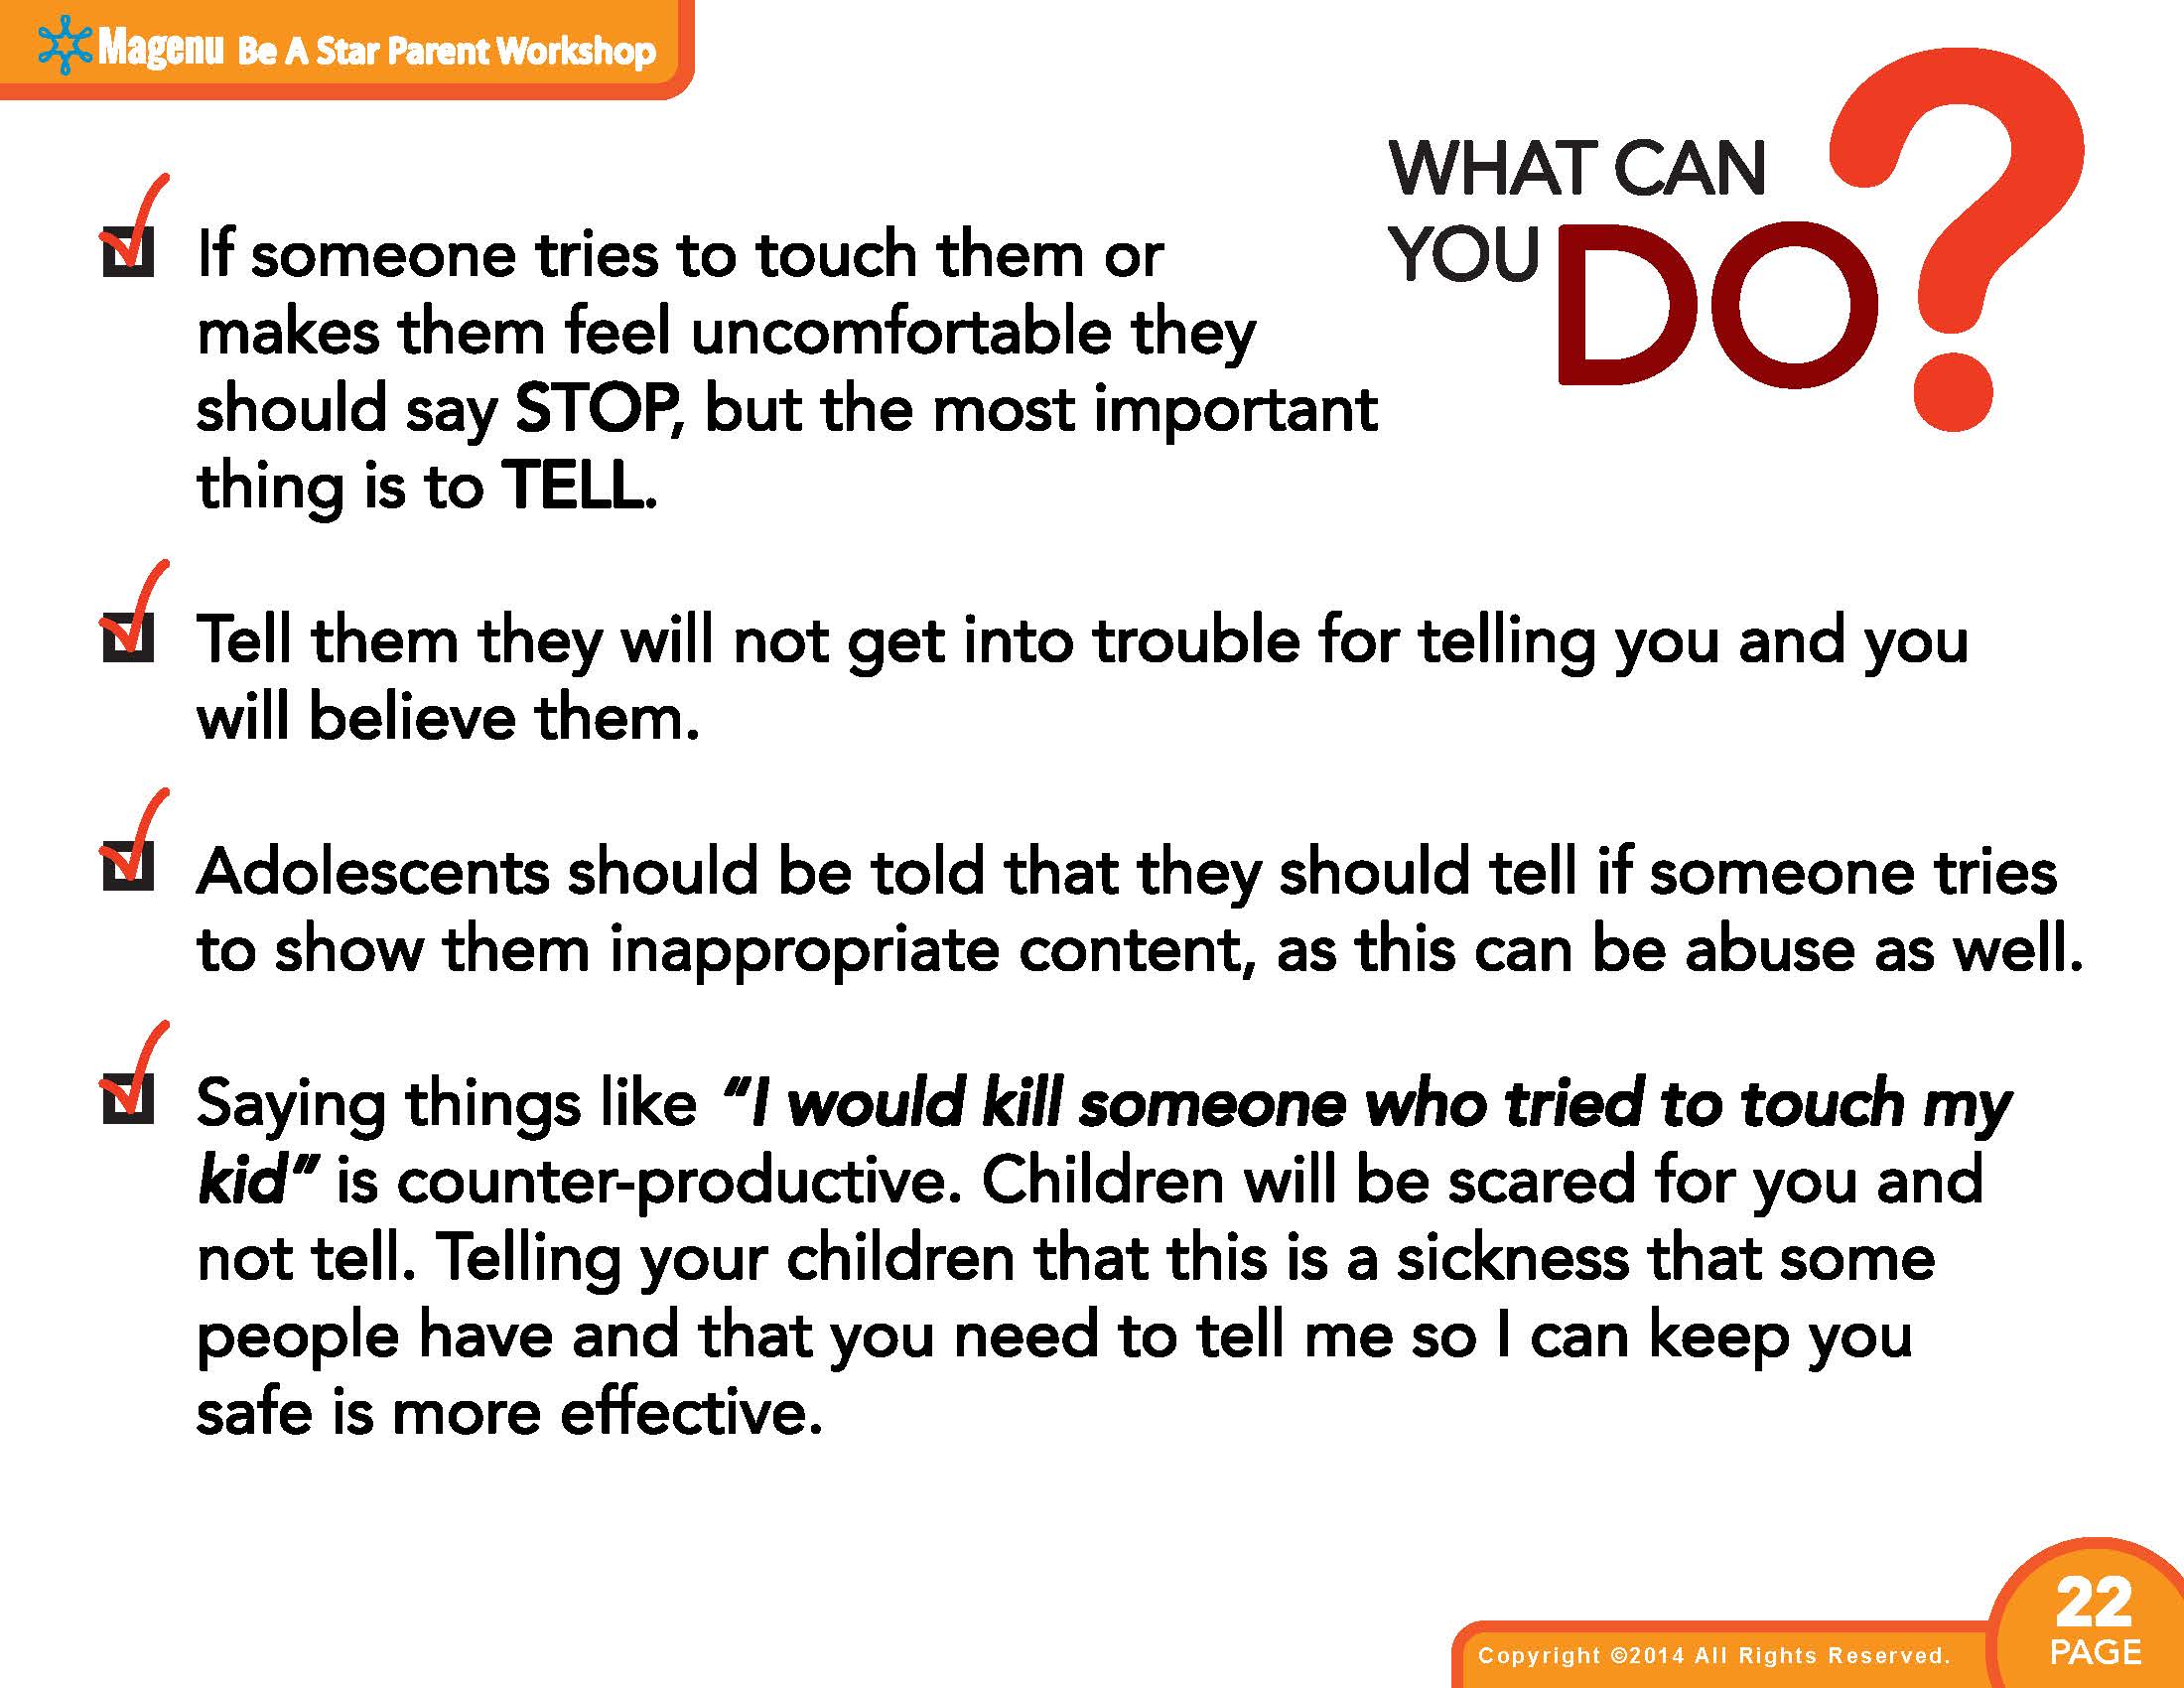 Magenu Be A Star Parent Workshop
WHAT CAN
YOU DO?
If someone tries to touch them or
makes them feel uncomfortable they
should say STOP, but the most important
thing is to TELL.
Tell them they will not get into trouble for telling you and you
will believe them.
Adolescents should be told that they should tell if someone tries
to show them inappropriate content, as this can be abuse as well.
Saying things like “I would kill someone who tried to touch my
kid” is counter-productive. Children will be scared for you and
not tell. Telling your children that this is a sickness that some
people have and that you need to tell me so I can keep you
safe is more effective.
Copyright ©2014 All Rights Reserved.
22
PAGE